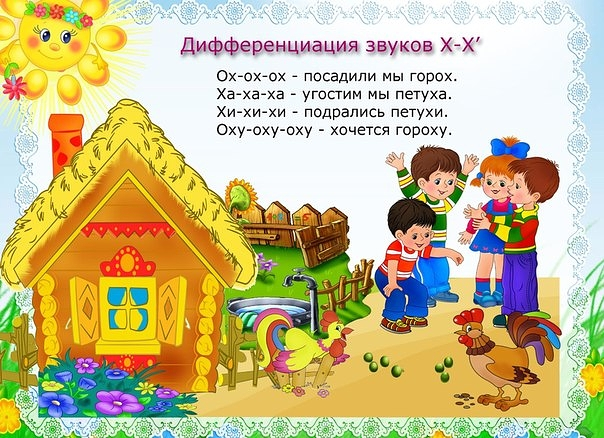 Дифференциация звуков Х-Х’
Ох-ох-ох - посадили мы горох.
Ха-ха-ха - угостим мы петуха.
Хи-хи-хи - подрались петухи.
Оху-оху-оху - хочется гороху.